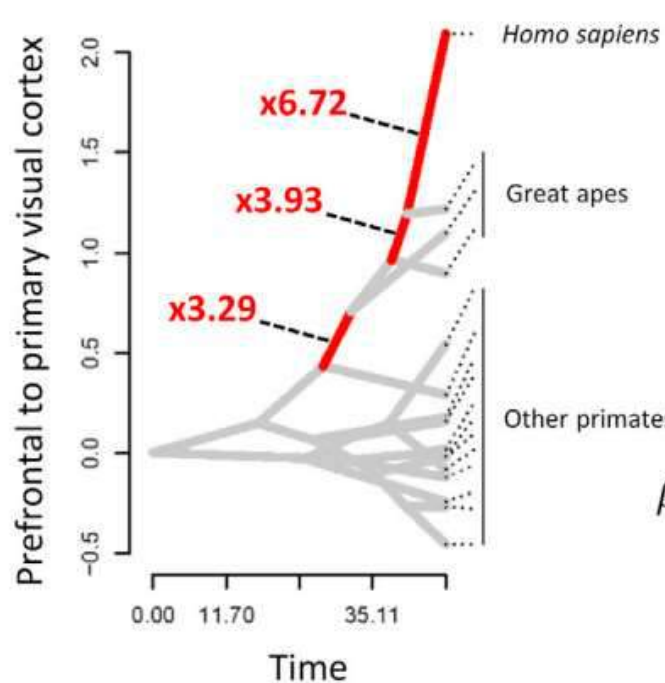 Prefrontal to primary visual cortex
2.0
1.5
1.0
0.5
0.0
−0.5
x6.72
x3.93
x3.29
Homo sapiens
Great apes
Other primate
0.00 11.70 35.11
Time